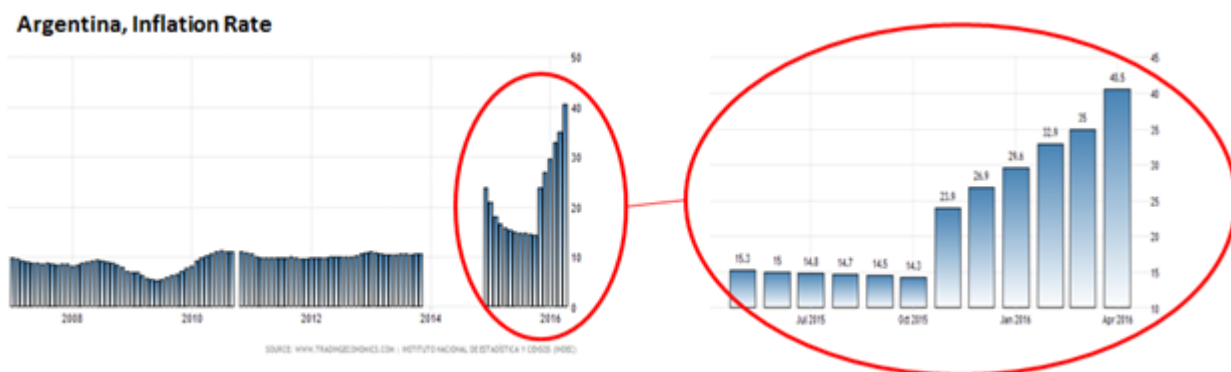 Argentina, Inflation Rate
50
40
30
20
10
0
2008 2010 2012 2014 2016
SOURCE: WWW.TRADINGECONOMICS.COM | INSTITUTO NACIONAL DE ESTADÍSTICA Y CENSOS (INDEC)
45
40
35
30
25
20
15
10
15.3 15 14.8 14.7 14.5 14.3 23.9 26.9 29.6 32.9 35 40.5
Jul 2015 Oct 2015 Jan 2016 Apr 2016